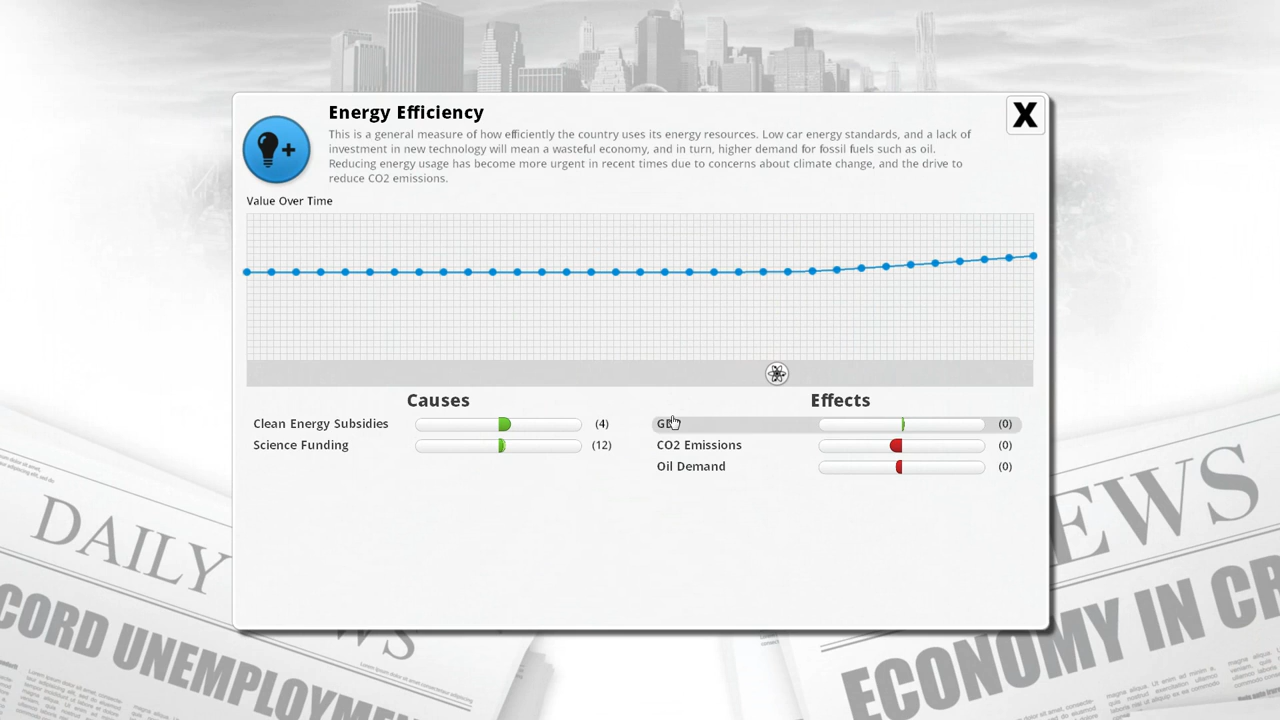 Energy Efficiency
X
This is a general measure of how efficiently the country uses its energy resources. Low car energy standards, and a lack of
investment in new technology will mean a wasteful economy, and in turn, higher demand for fossil fuels such as oil.
Reducing energy usage has become more urgent in recent times due to concerns about climate change, and the drive to
reduce CO2 emissions.
Value Over Time
Causes
Effects
Clean Energy Subsidies (4)
Science Funding (12)
(0)
CO2 Emissions (0)
Oil Demand (0)
DAILY
NEWS
CORD UNEMPLOYME
ECONOMY IN CR